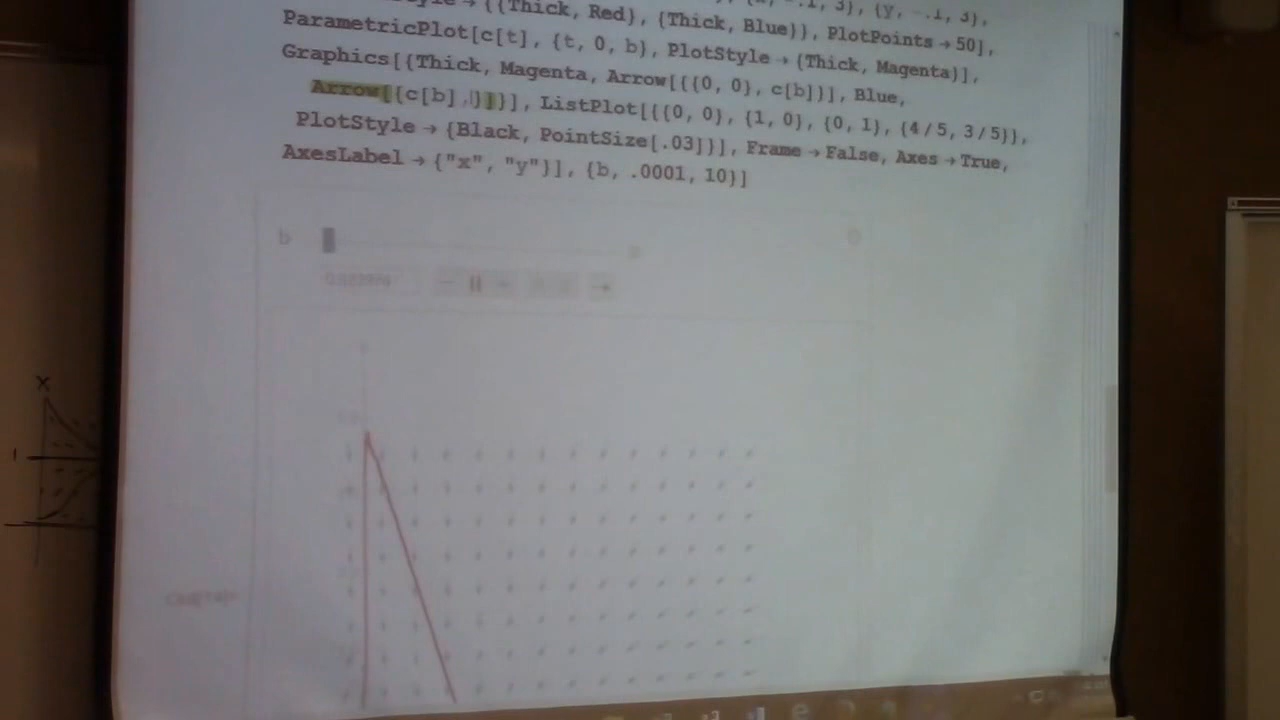 Style → {{Thick, Red}, {Thick, Blue}}, PlotPoints → 50],
ParametricPlot[c[t], {t, 0, b}, PlotStyle → {Thick, Magenta}],
Graphics[{Thick, Magenta, Arrow[{{0, 0}, c[b]}], Blue,
Arrow[{c[b],}]}], ListPlot[{{0, 0}, {1, 0}, {0, 1}, {4/5, 3/5}},
PlotStyle → {Black, PointSize[.03]}], Frame → False, Axes → True,
AxesLabel → {"x", "y"}], {b, .0001, 10}]
b
x